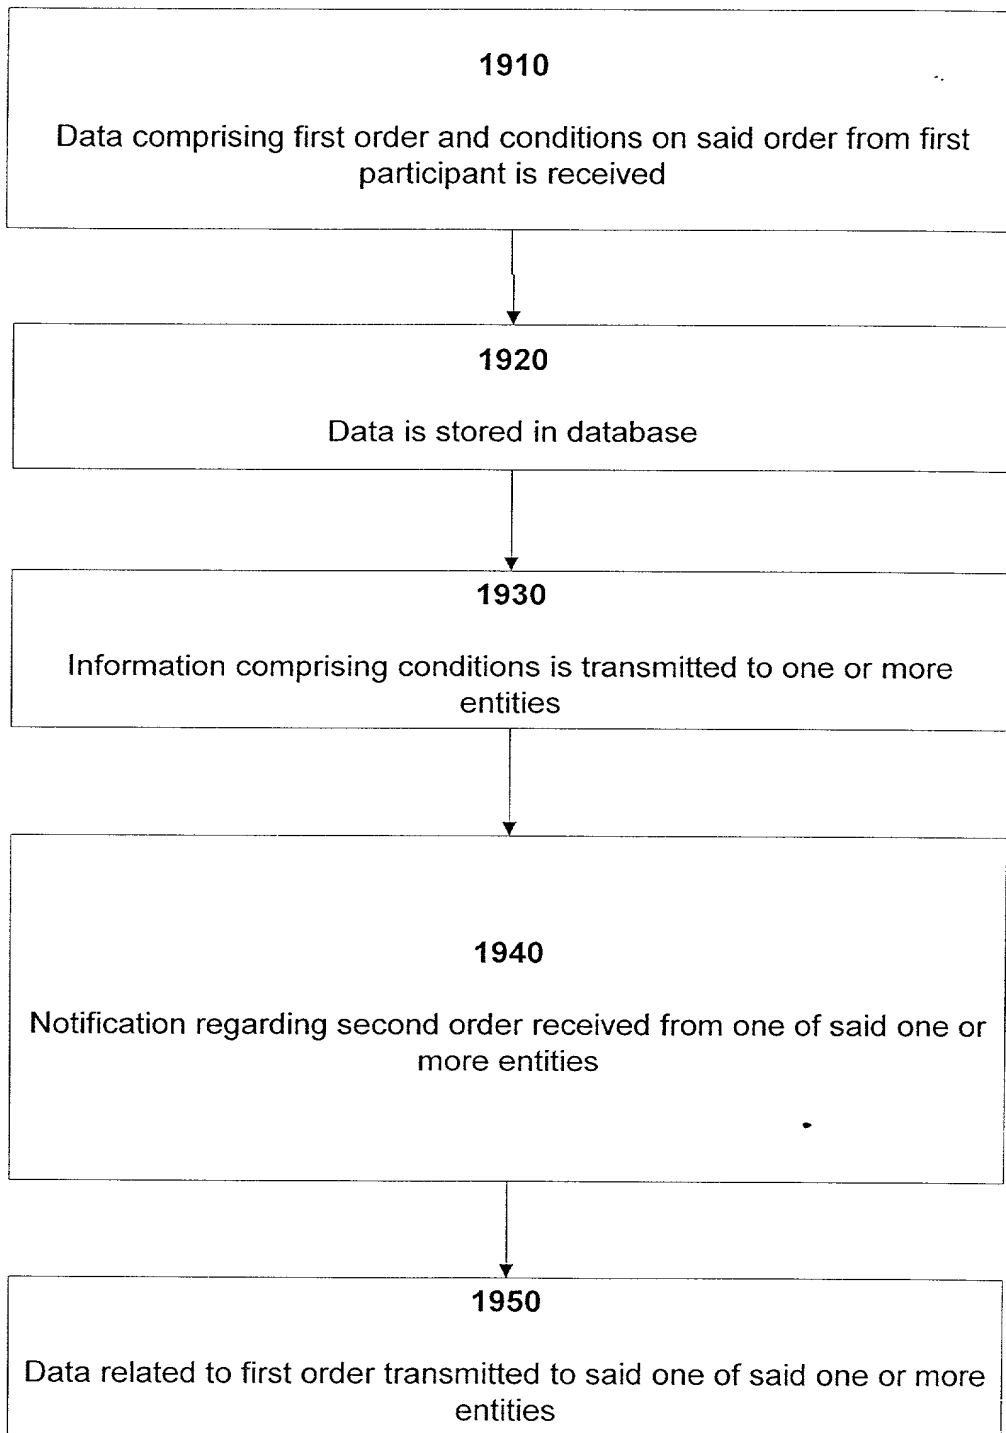 1910
Data comprising first order and conditions on said order from first
participant is received
1920
Data is stored in database
1930
Information comprising conditions is transmitted to one or more
entities
1940
Notification regarding second order received from one of said one or
more entities
1950
Data related to first order transmitted to said one of said one or more
entities